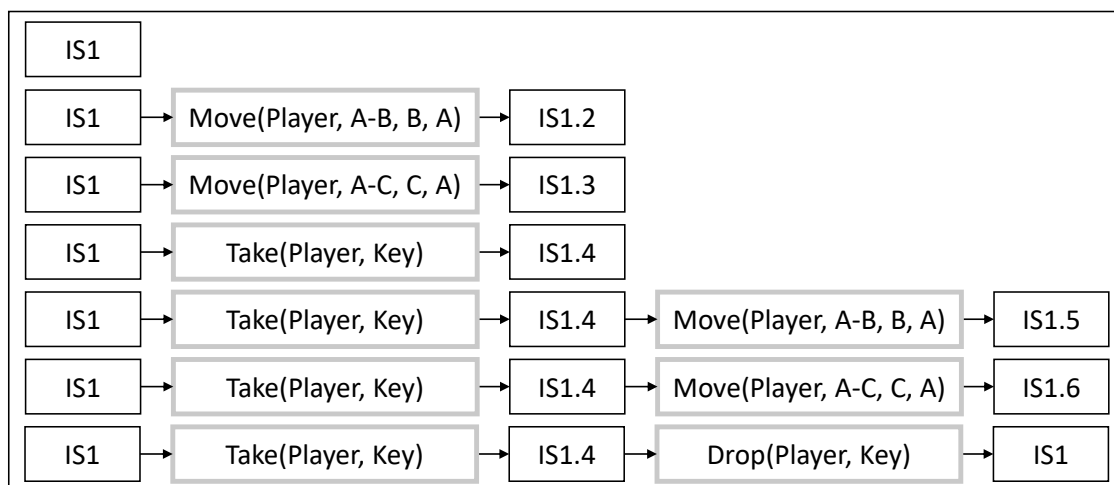 IS1
IS1 Move(Player, A-B, B, A) IS1.2
IS1 Move(Player, A-C, C, A) IS1.3
IS1 Take(Player, Key) IS1.4
IS1 Take(Player, Key) IS1.4 Move(Player, A-B, B, A) IS1.5
IS1 Take(Player, Key) IS1.4 Move(Player, A-C, C, A) IS1.6
IS1 Take(Player, Key) IS1.4 Drop(Player, Key) IS1